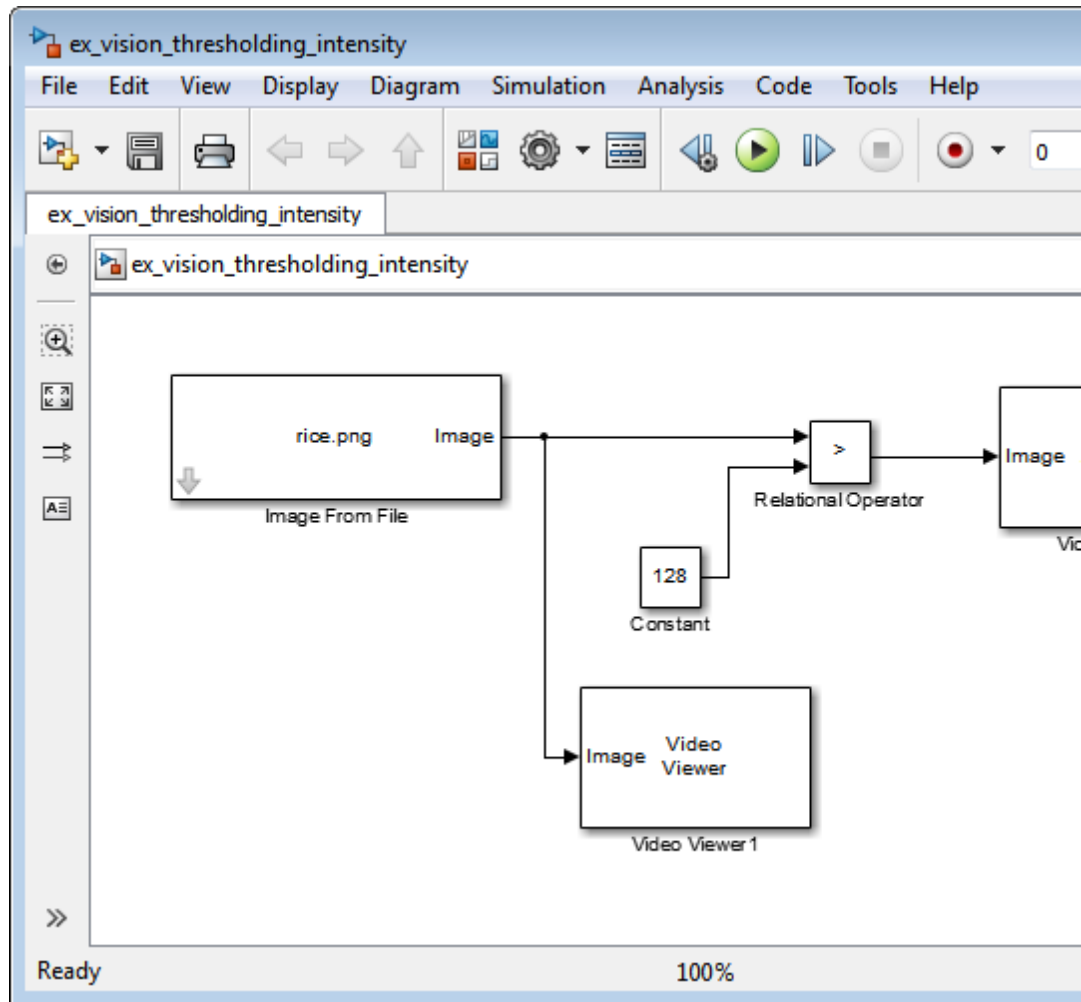 ex_vision_thresholding_intensity
File Edit View Display Diagram Simulation Analysis Code Tools Help
0
ex_vision_thresholding_intensity
ex_vision_thresholding_intensity
rice.png Image
Image From File
>
Relational Operator
Image
Vic
128
Constant
Image Video
Viewer
Video Viewer1
Ready 100%